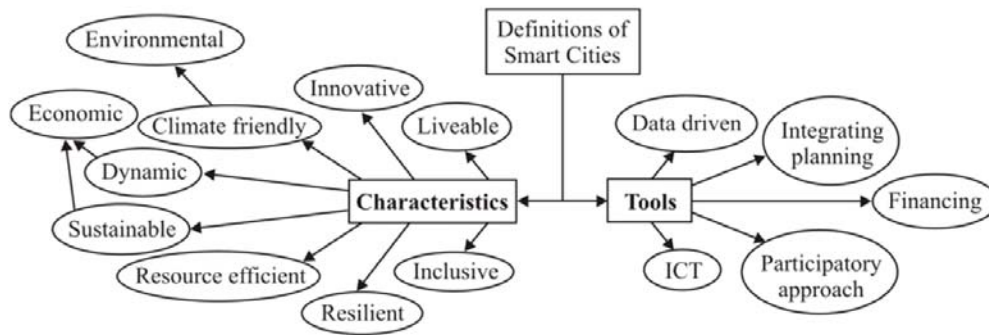 Definitions of
Smart Cities
Environmental
Innovative
Economic
Climate friendly
Liveable
Dynamic
Characteristics
Sustainable
Resource efficient
Resilient
Inclusive
Data driven
Integrating
planning
Tools
Financing
ICT
Participatory
approach